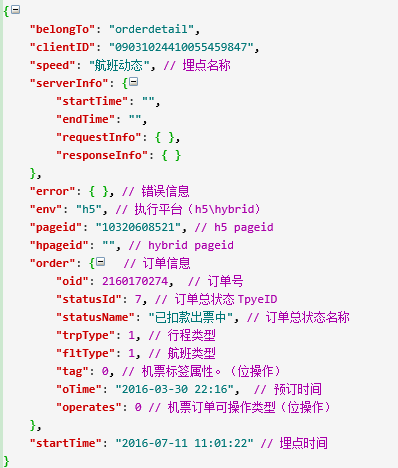 {
"belongTo": "orderdetail",
"clientID": "09031024410055459847",
"speed": "航班动态", // 埋点名称
"serverInfo": {
"startTime": "",
"endTime": "",
"requestInfo": { },
"responseInfo": { }
},
"error": { }, // 错误信息
"env": "h5", // 执行平台（h5\hybrid）
"pageid": "10320608521", // h5 pageid
"hpageid": "", // hybrid pageid
"order": { // 订单信息
"oid": 2160170274, // 订单号
"statusId": 7, // 订单总状态TpyeID
"statusName": "已扣款出票中", // 订单总状态名称
"trpType": 1, // 行程类型
"fltType": 1, // 航班类型
"tag": 0, // 机票标签属性。（位操作）
"oTime": "2016-03-30 22:16", // 预订时间
"operates": 0 // 机票订单可操作类型（位操作）
},
"startTime": "2016-07-11 11:01:22" // 埋点时间
}